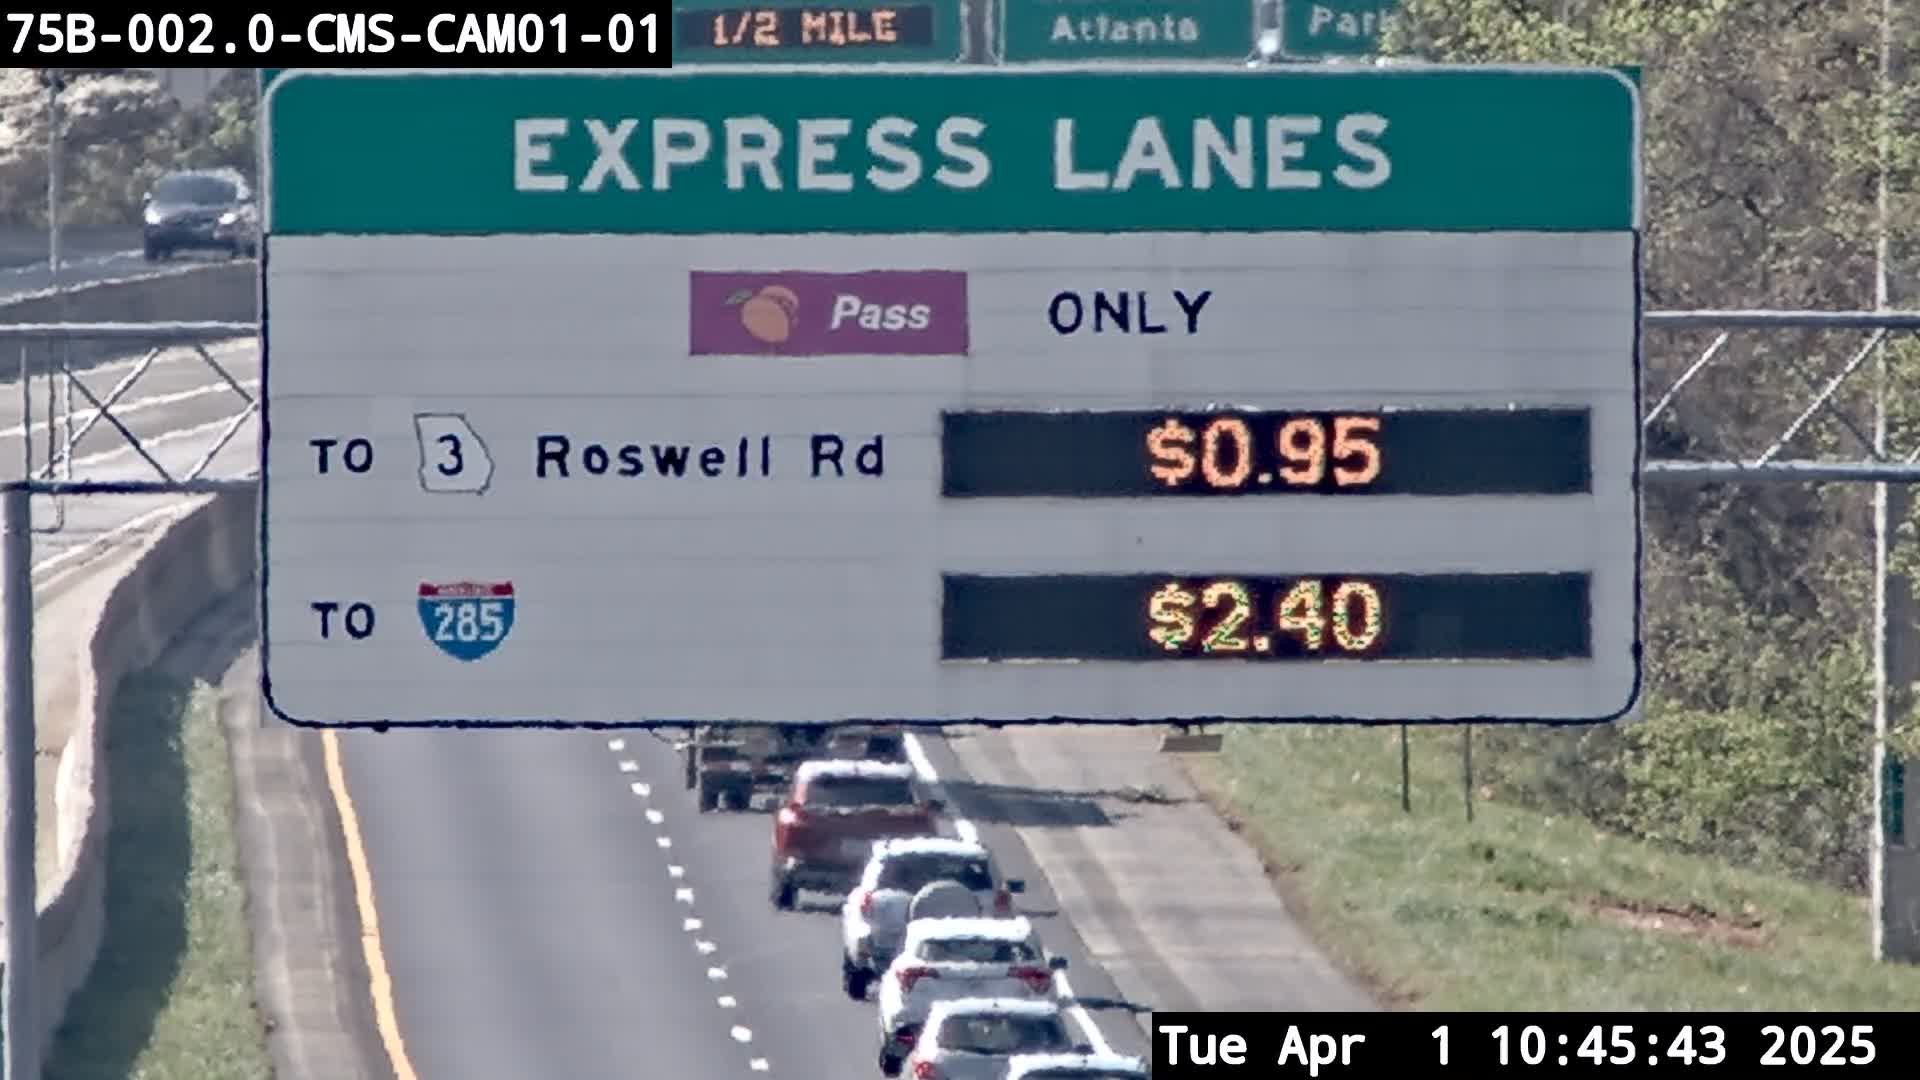 75B-002.0-CMS-CAM01-01
1/2 MILE
Atlanta
EXPRESS LANES
Pass ONLY
TO 3 Roswell Rd $0.95
TO 285 $2.40
Tue Apr 1 10:45:43 2025